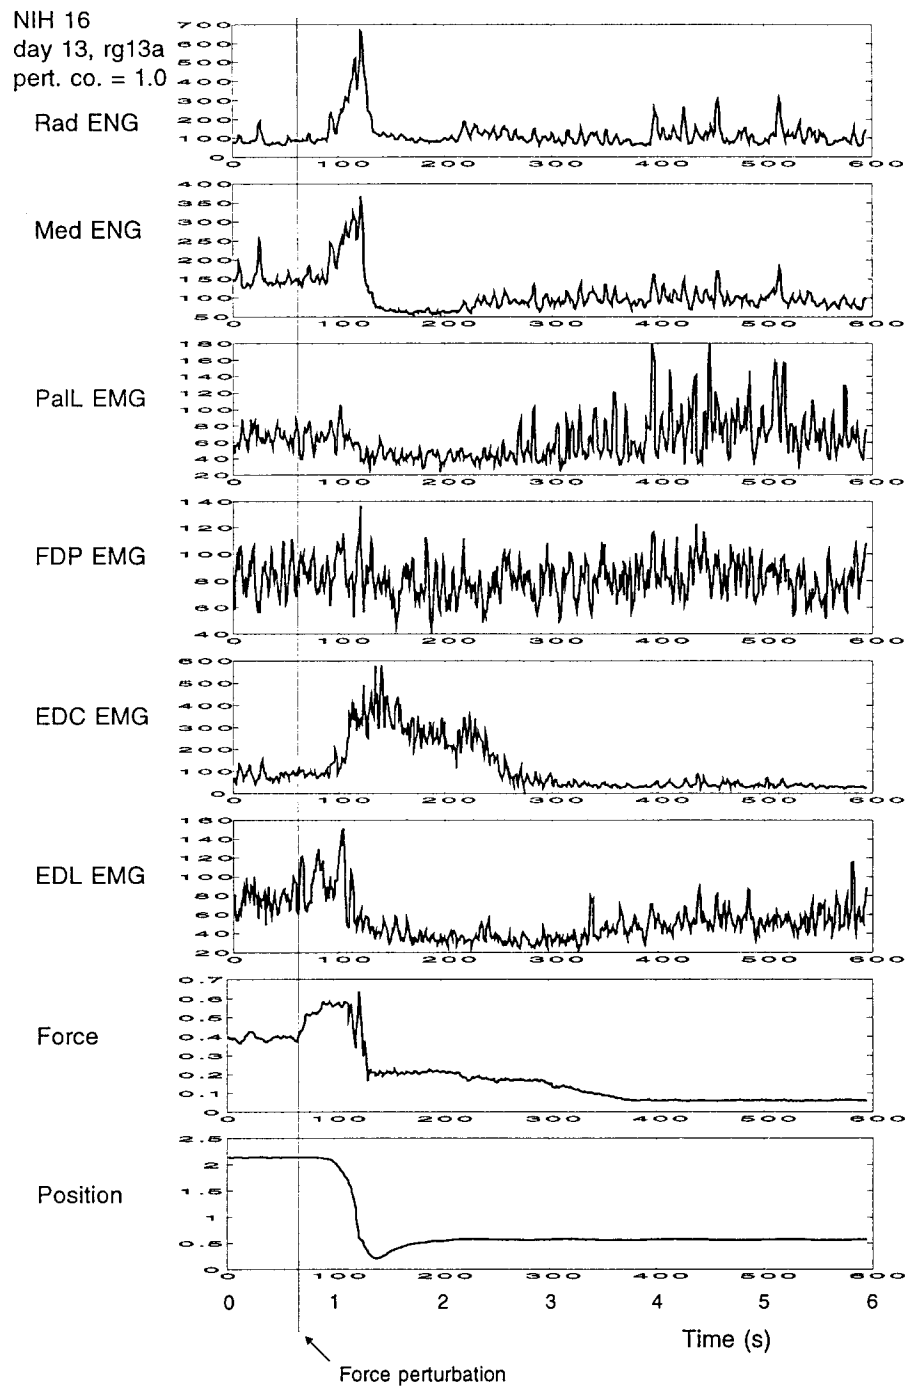 NIH 16
day 13, rg13a
pert. co. = 1.0
Rad ENG
700
600
500
400
300
200
100
0
0 100 200 300 400 500 600
Med ENG
400
350
300
250
200
150
100
50
0 100 200 300 400 500 600
PalL EMG
180
160
140
120
100
80
60
40
20
0 100 200 300 400 500 600
FDP EMG
140
120
100
80
60
40
0 100 200 300 400 500 600
EDC EMG
600
500
400
300
200
100
0
0 100 200 300 400 500 600
EDL EMG
160
140
120
100
80
60
40
20
0 100 200 300 400 500 600
Force
0.7
0.6
0.5
0.4
0.3
0.2
0.1
0
0 100 200 300 400 500 600
Position
2.5
2
1.5
1
0.5
0
0 100 200 300 400 500 600
0 1 2 3 4 5 6
Time (s)
Force perturbation